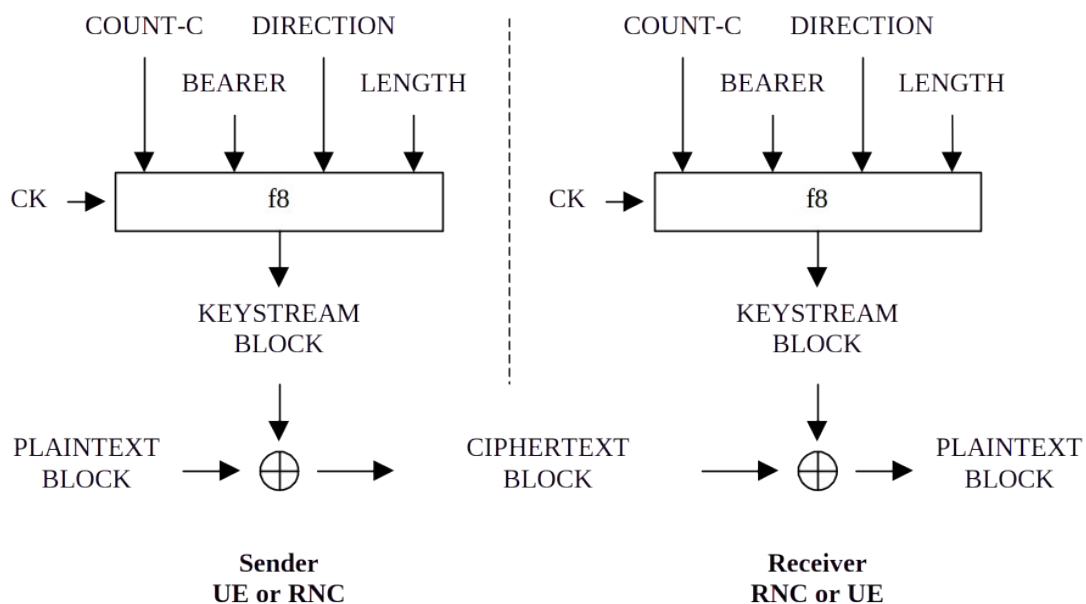 COUNT-C DIRECTION COUNT-C DIRECTION
BEARER LENGTH BEARER LENGTH
CK f8 CK f8
KEYSTREAM KEYSTREAM
BLOCK BLOCK
PLAINTEXT CIPHERTEXT PLAINTEXT
BLOCK BLOCK BLOCK
Sender Receiver
UE or RNC RNC or UE